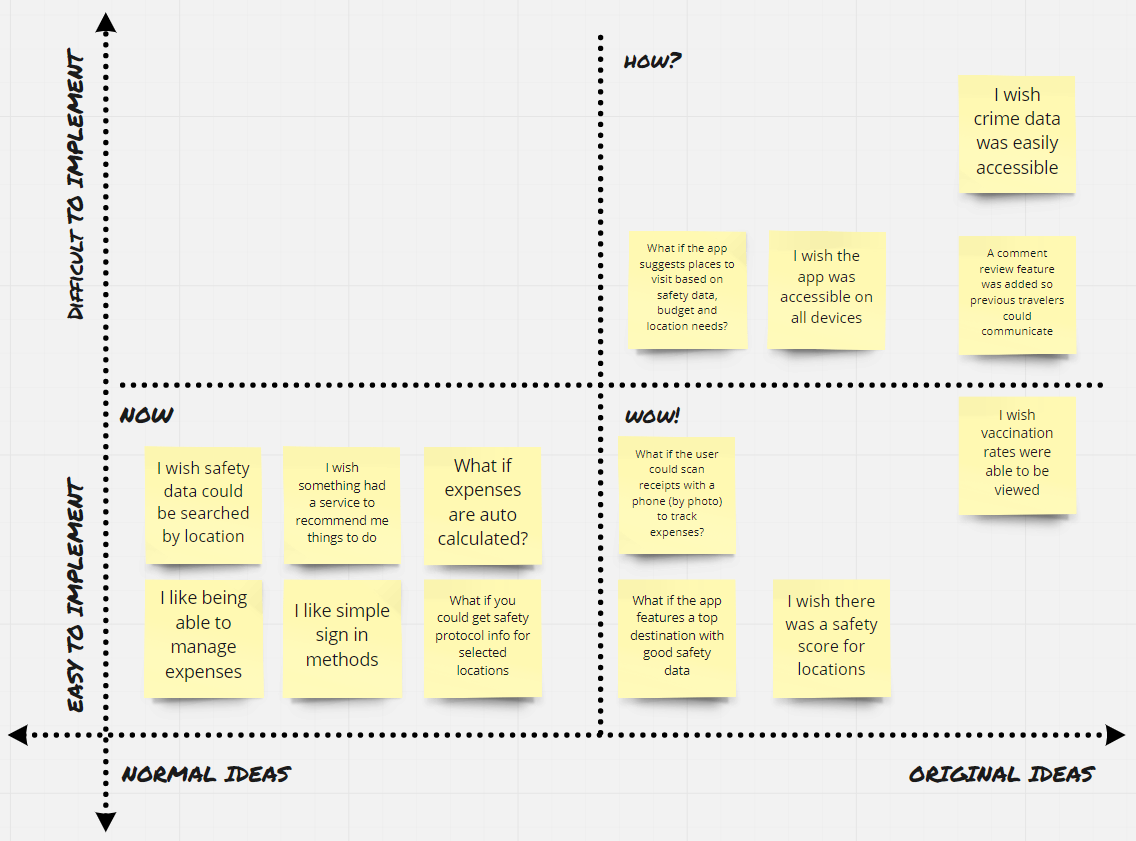 DIFFICULT TO IMPLEMENT
HOW?
I wish
crime data
was easily
accessible
What if the app
suggests places to
visit based on
safety data,
budget and
location needs?
I wish the
app was
accessible on
all devices
A comment
review feature
was added so
previous travelers
could
communicate
EASY TO IMPLEMENT
NOW
I wish safety
data could
be searched
by location
I wish
something had
a service to
recommend me
things to do
What if
expenses
are auto
calculated?
I like being
able to
manage
expenses
I like simple
sign in
methods
What if you
could get safety
protocol info for
selected
locations
WOW!
What if the user
could scan
receipts with a
phone (by photo)
to track
expenses?
I wish
vaccination
rates were
able to be
viewed
What if the app
features a top
destination with
good safety
data
I wish there
was a safety
score for
locations
NORMAL IDEAS
ORIGINAL IDEAS